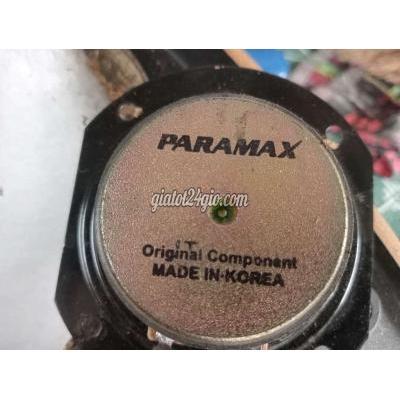 PARAMAX
giatot24gio.com
Original Component
MADE IN KOREA